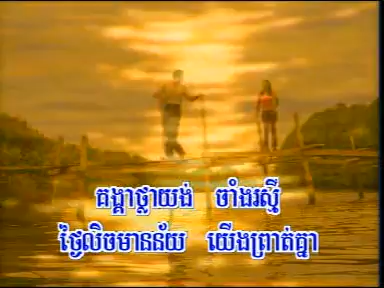 គង្គាថ្លាយង់ ចាំងរស្មី
ថ្ងៃលិចមានន័យ យើងព្រាត់គ្នា